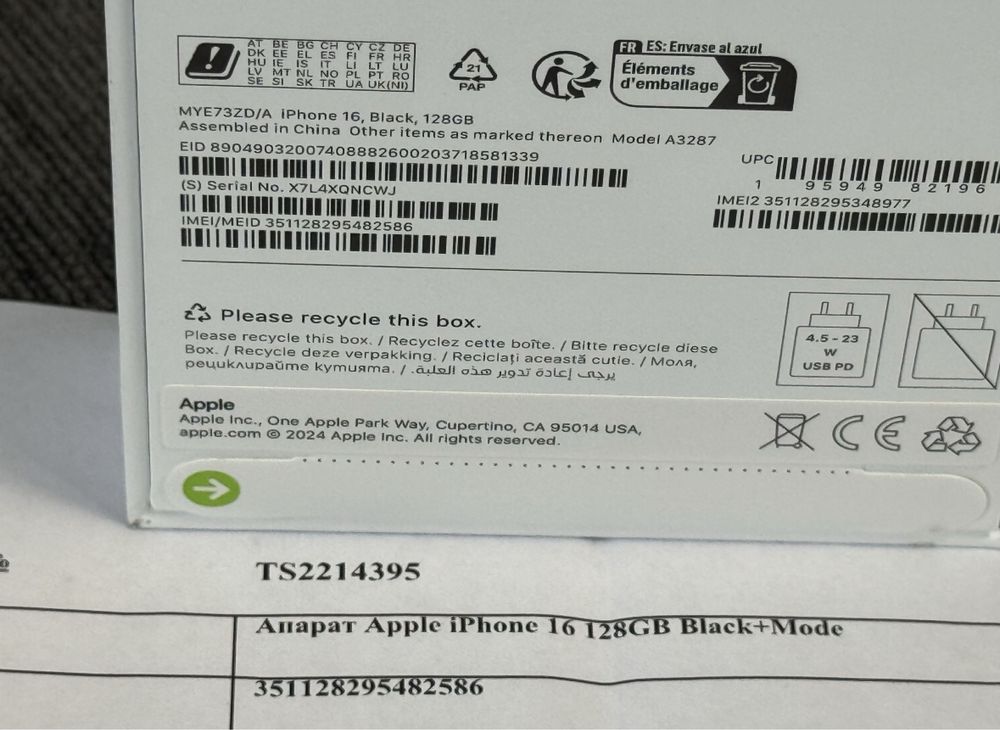 AT BE BG CH CY CZ DE
DK EE EL ES FI FR HR
HU IE IS IT LI LT LU
LV MT NL NO PL PT RO
SE SI SK TR UA UK(NI)
21
PAP
FR ES: Envase al azul
Éléments
d'emballage
MYE73ZD/A iPhone 16, Black, 128GB
Assembled in China Other items as marked thereon Model A3287
EID 89049032007408882600203718581339
UPC
1 95949 82196
(S) Serial No. X7L4XQNCWJ
IMEI2 351128295348977
IMEI/MEID 351128295482586
Please recycle this box.
Please recycle this box. / Recyclez cette boîte. / Bitte recycle diese
Box. / Recycle deze verpakking. / Reciclați această cutie. / Моля,
рециклирайте кутията. / يرجى إعادة تدوير هذه العلبة.
4.5 - 23
W
USB PD
Apple
Apple Inc., One Apple Park Way, Cupertino, CA 95014 USA,
apple.com © 2024 Apple Inc. All rights reserved.
CE
TS2214395
Апарат Apple iPhone 16 128GB Black+Mode
351128295482586